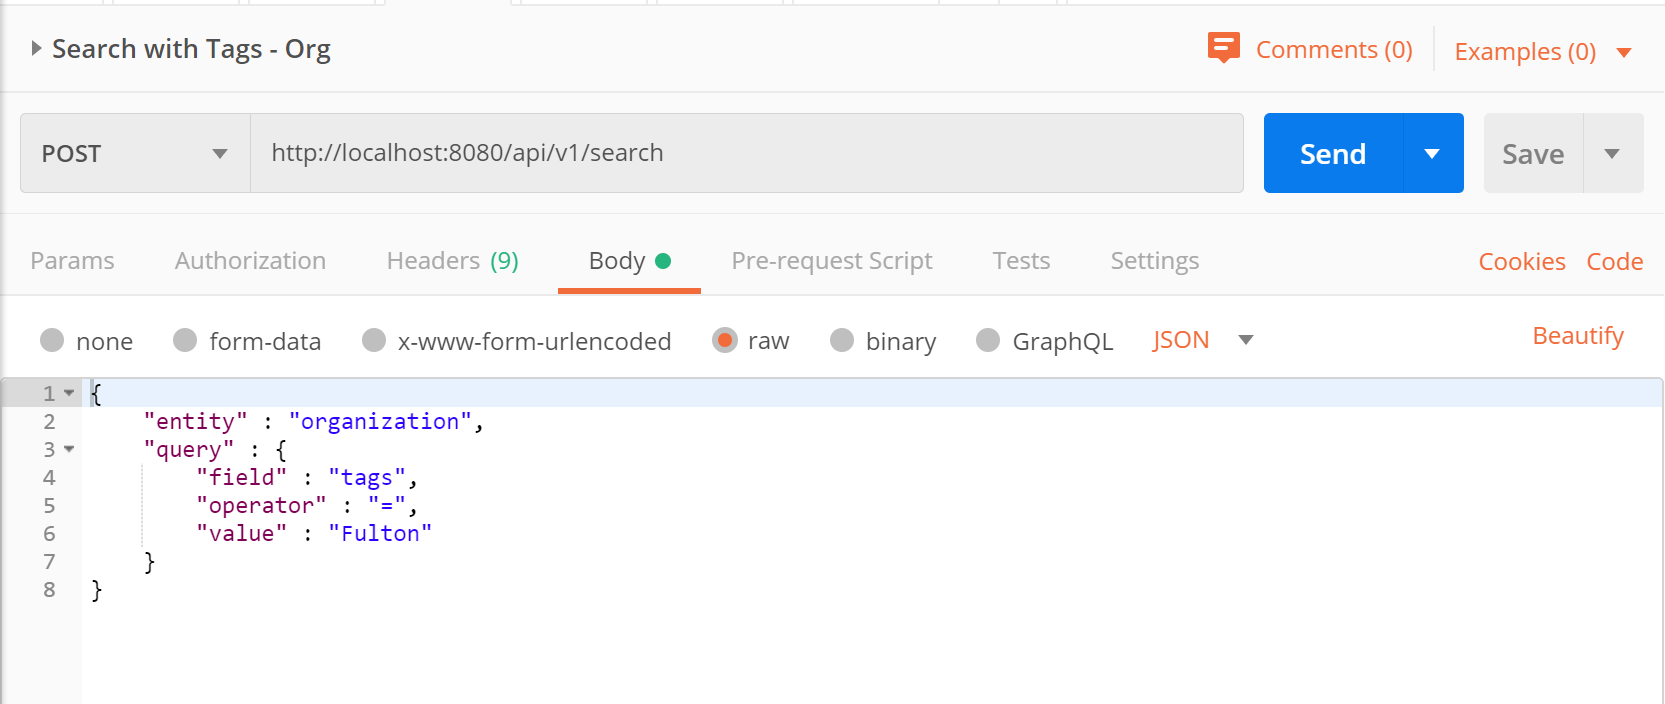 Search with Tags - Org
Comments (0)
Examples (0)
POST
http://localhost:8080/api/v1/search
Send
Save
Params
Authorization
Headers (9)
Body
Pre-request Script
Tests
Settings
Cookies
Code
none
form-data
x-www-form-urlencoded
raw
binary
GraphQL
JSON
Beautify
1 {
2 "entity" : "organization",
3 "query" : {
4 "field" : "tags",
5 "operator" : "=",
6 "value" : "Fulton"
7 }
8 }